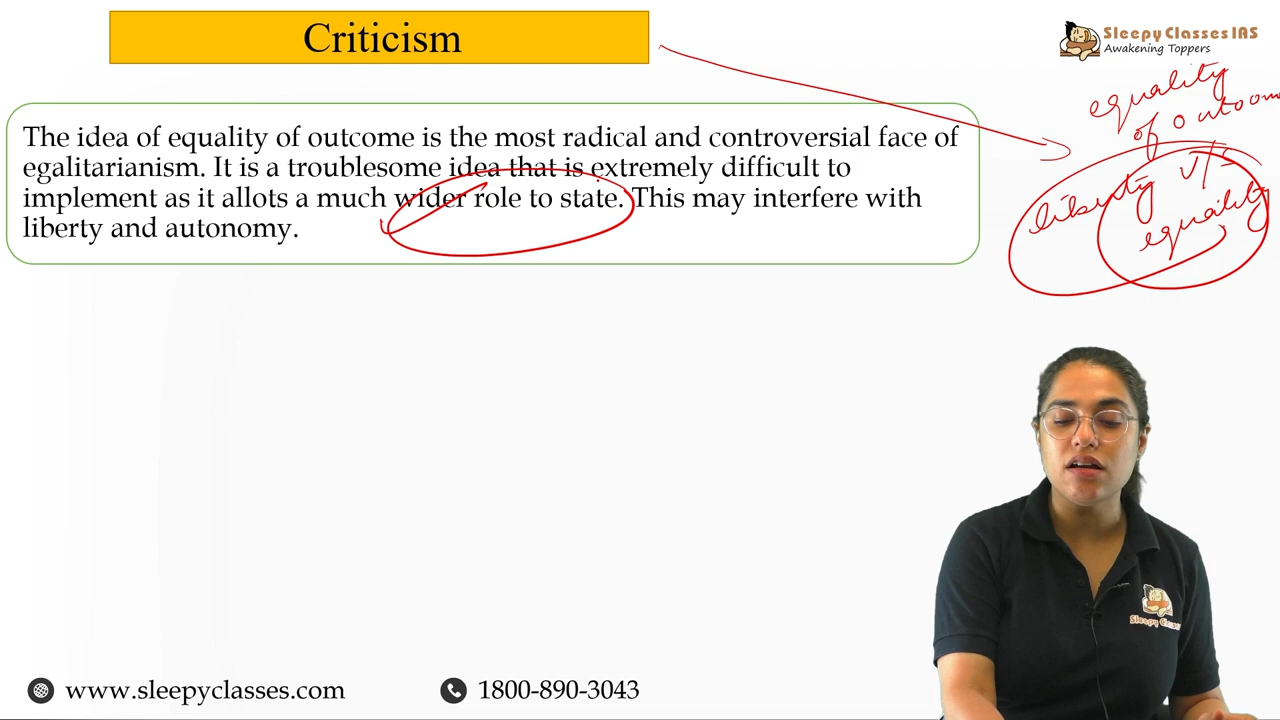 Criticism
Sleepy Classes IAS
Awakening Toppers
equality
of outcome
liberty v/s
equality
The idea of equality of outcome is the most radical and controversial face of
egalitarianism. It is a troublesome idea that is extremely difficult to
implement as it allots a much wider role to state. This may interfere with
liberty and autonomy.
Sleepy Classes
www.sleepyclasses.com
1800-890-3043